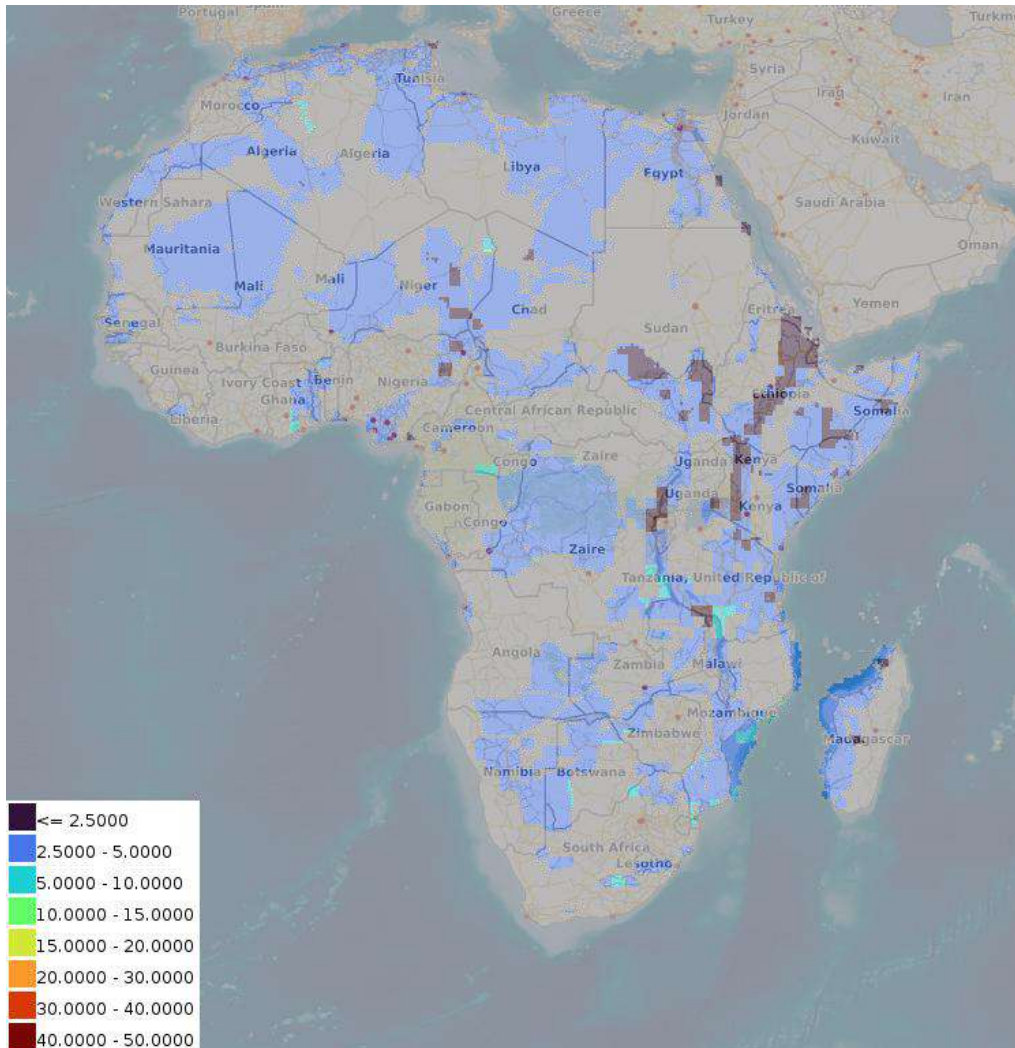 Portugal
Spain
Greece
Turkey
Turkm
Tunisia
Syria
Iraq
Iran
Morocco
Jordan
Kuwait
Algeria
Algeria
Libya
Egypt
Western Sahara
Saudi Arabia
Mauritania
Oman
Mali
Mali
Niger
Chad
Yemen
Senegal
Sudan
Eritrea
Burkina Faso
Guinea
Ivory Coast
Benin
Nigeria
Ethiopia
Ghana
Somalia
Liberia
Central African Republic
Cameroon
Congo
Zaire
Uganda
Kenya
Gabon
Uganda
Somalia
Congo
Kenya
Zaire
Tanzania, United Republic of
Angola
Zambia
Malawi
Mozambique
Zimbabwe
Madagascar
Namibia
Botswana
South Africa
Lesotho
<= 2.5000
2.5000 - 5.0000
5.0000 - 10.0000
10.0000 - 15.0000
15.0000 - 20.0000
20.0000 - 30.0000
30.0000 - 40.0000
40.0000 - 50.0000